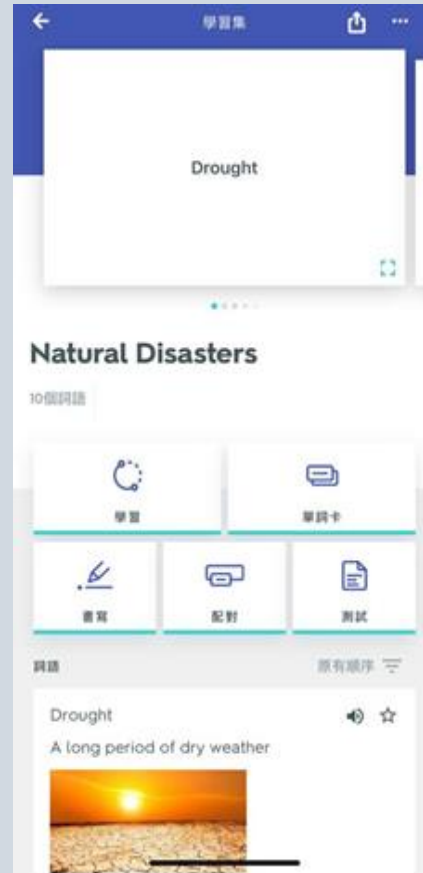 學習集
Drought
Natural Disasters
10個詞語
學習
單詞卡
書寫
配對
測試
詞語
原有順序
Drought
A long period of dry weather